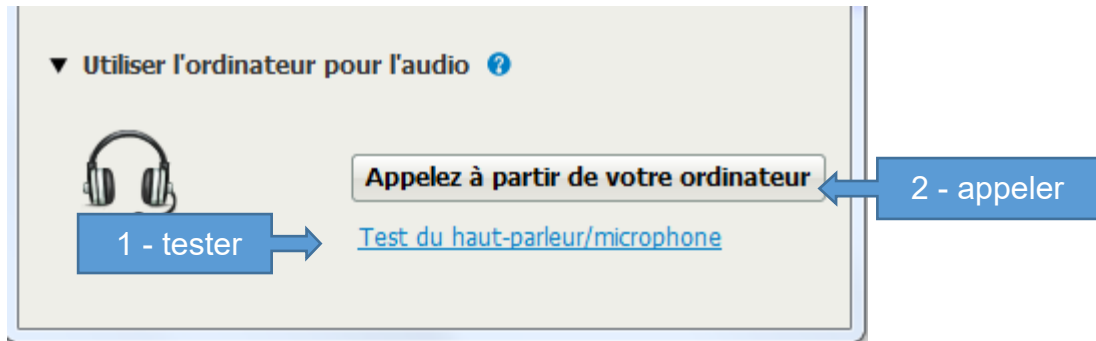 Utiliser l'ordinateur pour l'audio ?
Appelez à partir de votre ordinateur
2 - appeler
1 - tester
Test du haut-parleur/microphone